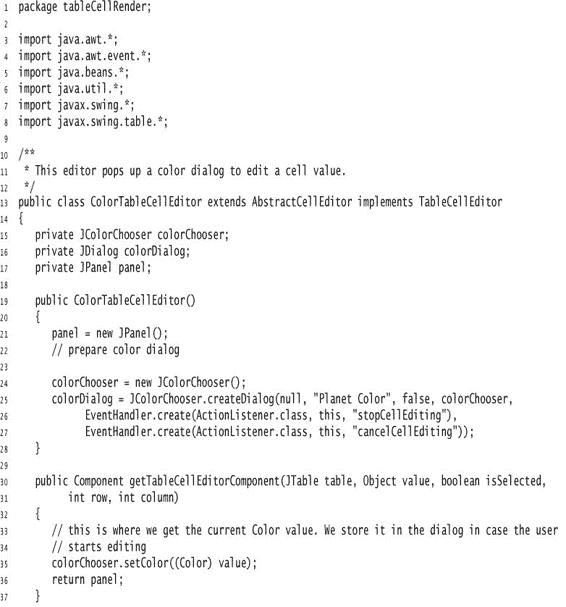 1 package tableCellRender;
2
3 import java.awt.*;
4 import java.awt.event.*;
5 import java.beans.*;
6 import java.util.*;
7 import javax.swing.*;
8 import javax.swing.table.*;
9
10 /**
11  * This editor pops up a color dialog to edit a cell value.
12  */
13 public class ColorTableCellEditor extends AbstractCellEditor implements TableCellEditor
14 {
15    private JColorChooser colorChooser;
16    private JDialog colorDialog;
17    private JPanel panel;
18
19    public ColorTableCellEditor()
20    {
21       panel = new JPanel();
22       // prepare color dialog
23
24       colorChooser = new JColorChooser();
25       colorDialog = JColorChooser.createDialog(null, "Planet Color", false, colorChooser,
26             EventHandler.create(ActionListener.class, this, "stopCellEditing"),
27             EventHandler.create(ActionListener.class, this, "cancelCellEditing"));
28    }
29
30    public Component getTableCellEditorComponent(JTable table, Object value, boolean isSelected,
31          int row, int column)
32    {
33       // this is where we get the current Color value. We store it in the dialog in case the user
34       // starts editing
35       colorChooser.setColor((Color) value);
36       return panel;
37    }